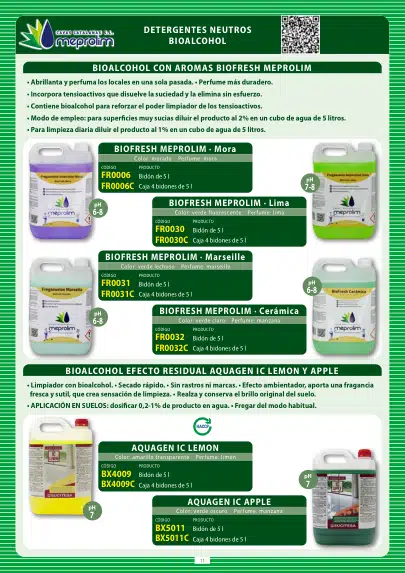 TAPAS CATALANAS S.L.
meprolim
DETERGENTES NEUTROS
BIOALCOHOL
BIOALCOHOL CON AROMAS BIOFRESH MEPROLIM
• Abrillanta y perfuma los locales en una sola pasada. • Perfume más duradero.
• Incorpora tensioactivos que disuelve la suciedad y la elimina sin esfuerzo.
• Contiene bioalcohol para reforzar el poder limpiador de los tensioactivos.
• Modo de empleo: para superficies muy sucias diluir el producto al 2% en un cubo de agua de 5 litros.
• Para limpieza diaria diluir el producto al 1% en un cubo de agua de 5 litros.
BIOFRESH MEPROLIM - Mora
Color: morado Perfume: mora
CÓDIGO PRODUCTO
FR0006 Bidón de 5 l
FR0006C Caja 4 bidones de 5 l
pH
6-8
pH
7-8
BIOFRESH MEPROLIM - Lima
Color: verde fluorescente Perfume: lima
CÓDIGO PRODUCTO
FR0030 Bidón de 5 l
FR0030C Caja 4 bidones de 5 l
BIOFRESH MEPROLIM - Marseille
Color: verde lechoso Perfume: marseille
CÓDIGO PRODUCTO
FR0031 Bidón de 5 l
FR0031C Caja 4 bidones de 5 l
pH
6-8
pH
6-8
BIOFRESH MEPROLIM - Cerámica
Color: verde claro Perfume: manzana
CÓDIGO PRODUCTO
FR0032 Bidón de 5 l
FR0032C Caja 4 bidones de 5 l
BIOALCOHOL EFECTO RESIDUAL AQUAGEN IC LEMON Y APPLE
• Limpiador con bioalcohol. • Secado rápido. • Sin rastros ni marcas. • Efecto ambientador, aporta una fragancia
fresca y sutil, que crea sensación de limpieza. • Realza y conserva el brillo original del suelo.
• APLICACIÓN EN SUELOS: dosificar 0,2-1% de producto en agua. • Fregar del modo habitual.
AQUAGEN IC LEMON
Color: amarillo transparente Perfume: limon
CÓDIGO PRODUCTO
BX4009 Bidón de 5 l
BX4009C Caja 4 bidones de 5 l
pH
7
pH
7
AQUAGEN IC APPLE
Color: verde oscuro Perfume: manzana
CÓDIGO PRODUCTO
BX5011 Bidón de 5 l
BX5011C Caja 4 bidones de 5 l
11